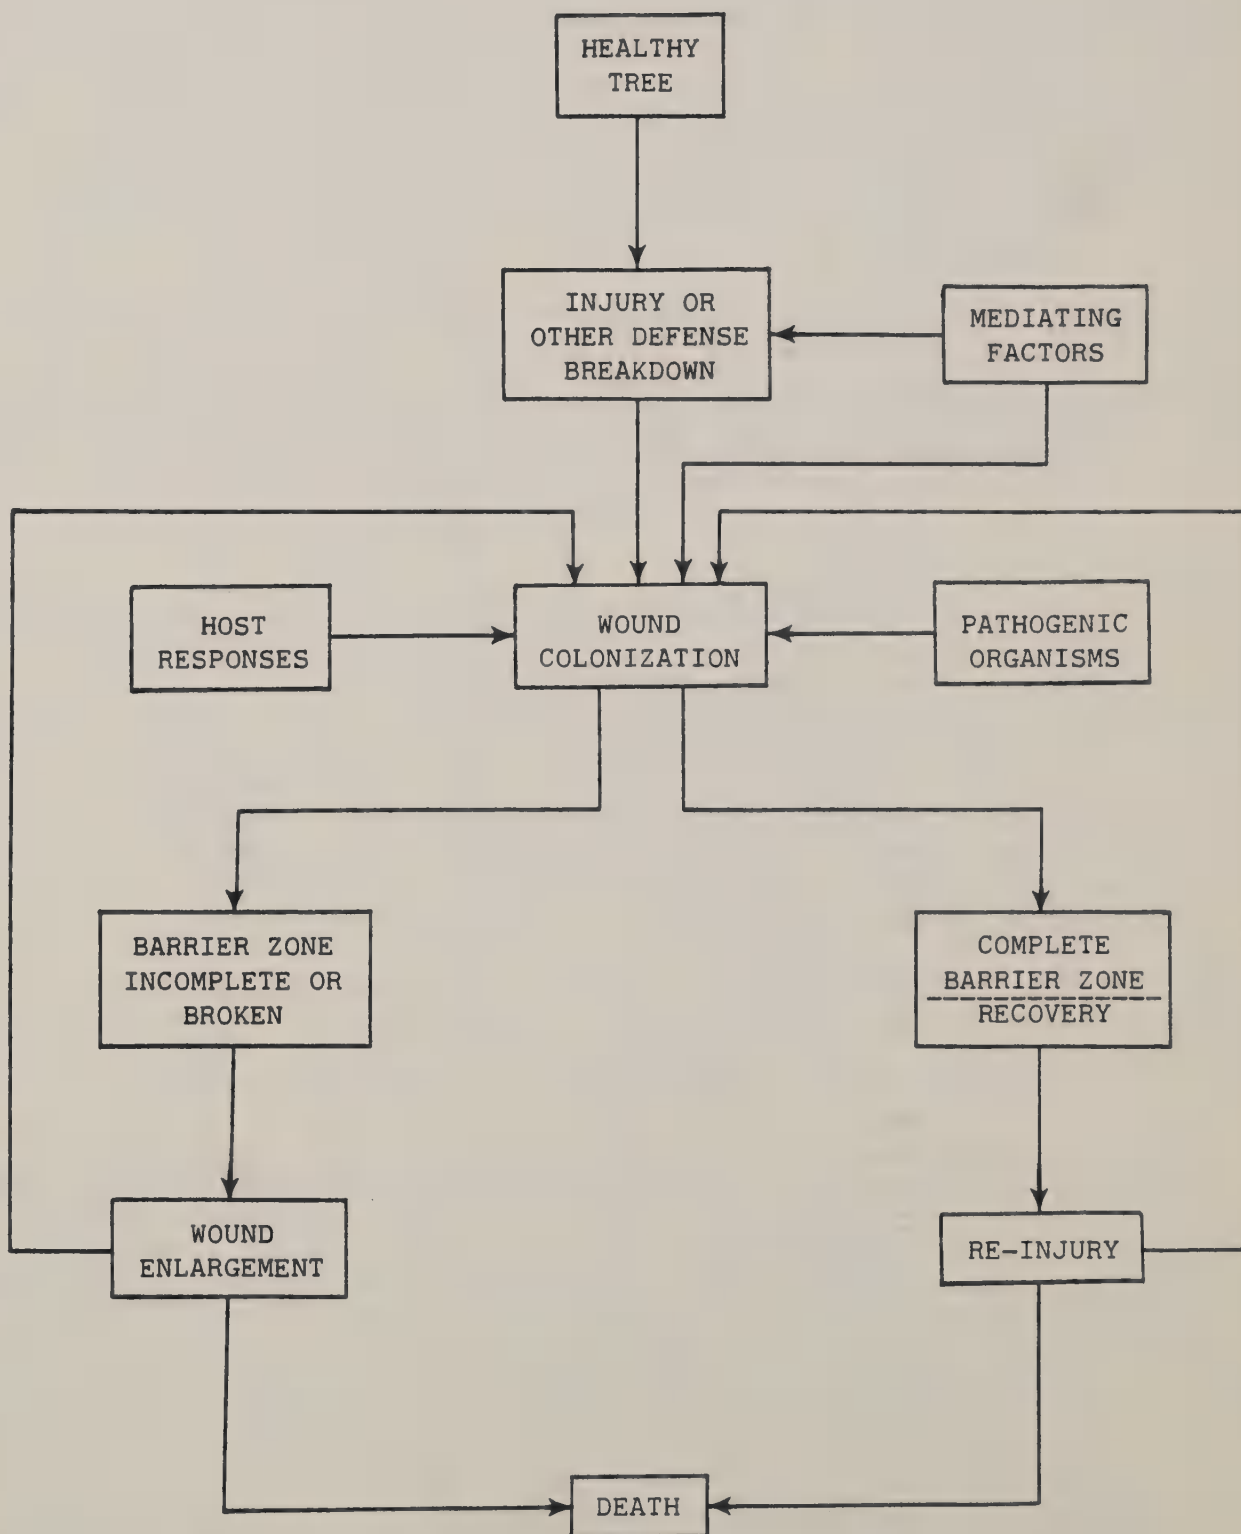 HEALTHY
TREE
INJURY OR
OTHER DEFENSE
BREAKDOWN
MEDIATING
FACTORS
HOST
RESPONSES
WOUND
COLONIZATION
PATHOGENIC
ORGANISMS
BARRIER ZONE
INCOMPLETE OR
BROKEN
COMPLETE
BARRIER ZONE
RECOVERY
WOUND
ENLARGEMENT
RE-INJURY
DEATH